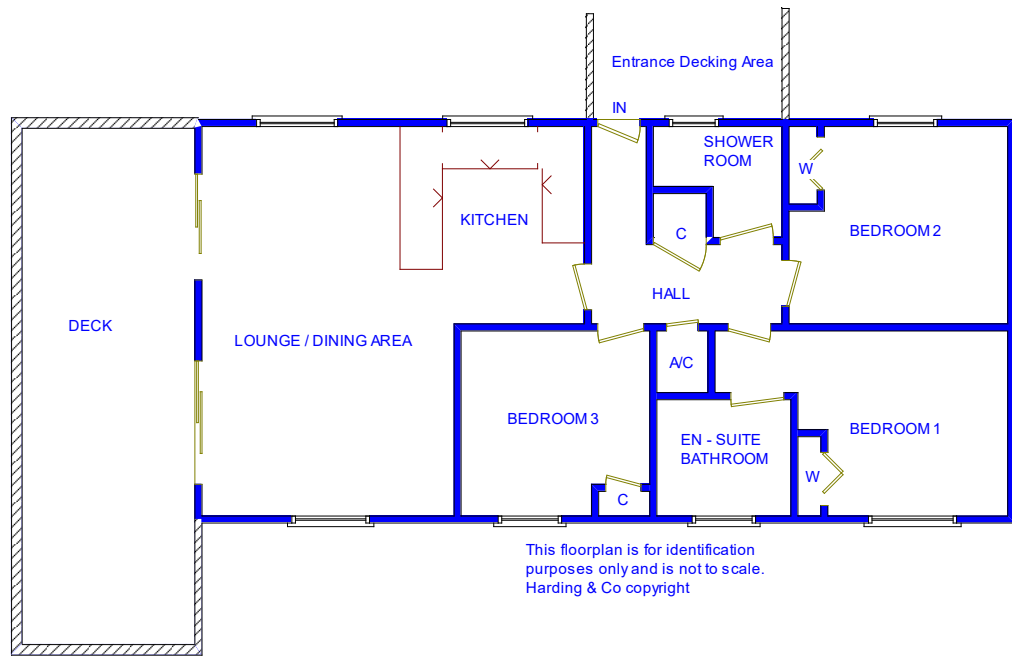 Entrance Decking Area
IN
SHOWER
ROOM
W
KITCHEN
C
BEDROOM 2
HALL
DECK
LOUNGE / DINING AREA
A/C
BEDROOM 3
BEDROOM 1
EN - SUITE
BATHROOM
W
C
This floorplan is for identification
purposes only and is not to scale.
Harding & Co copyright